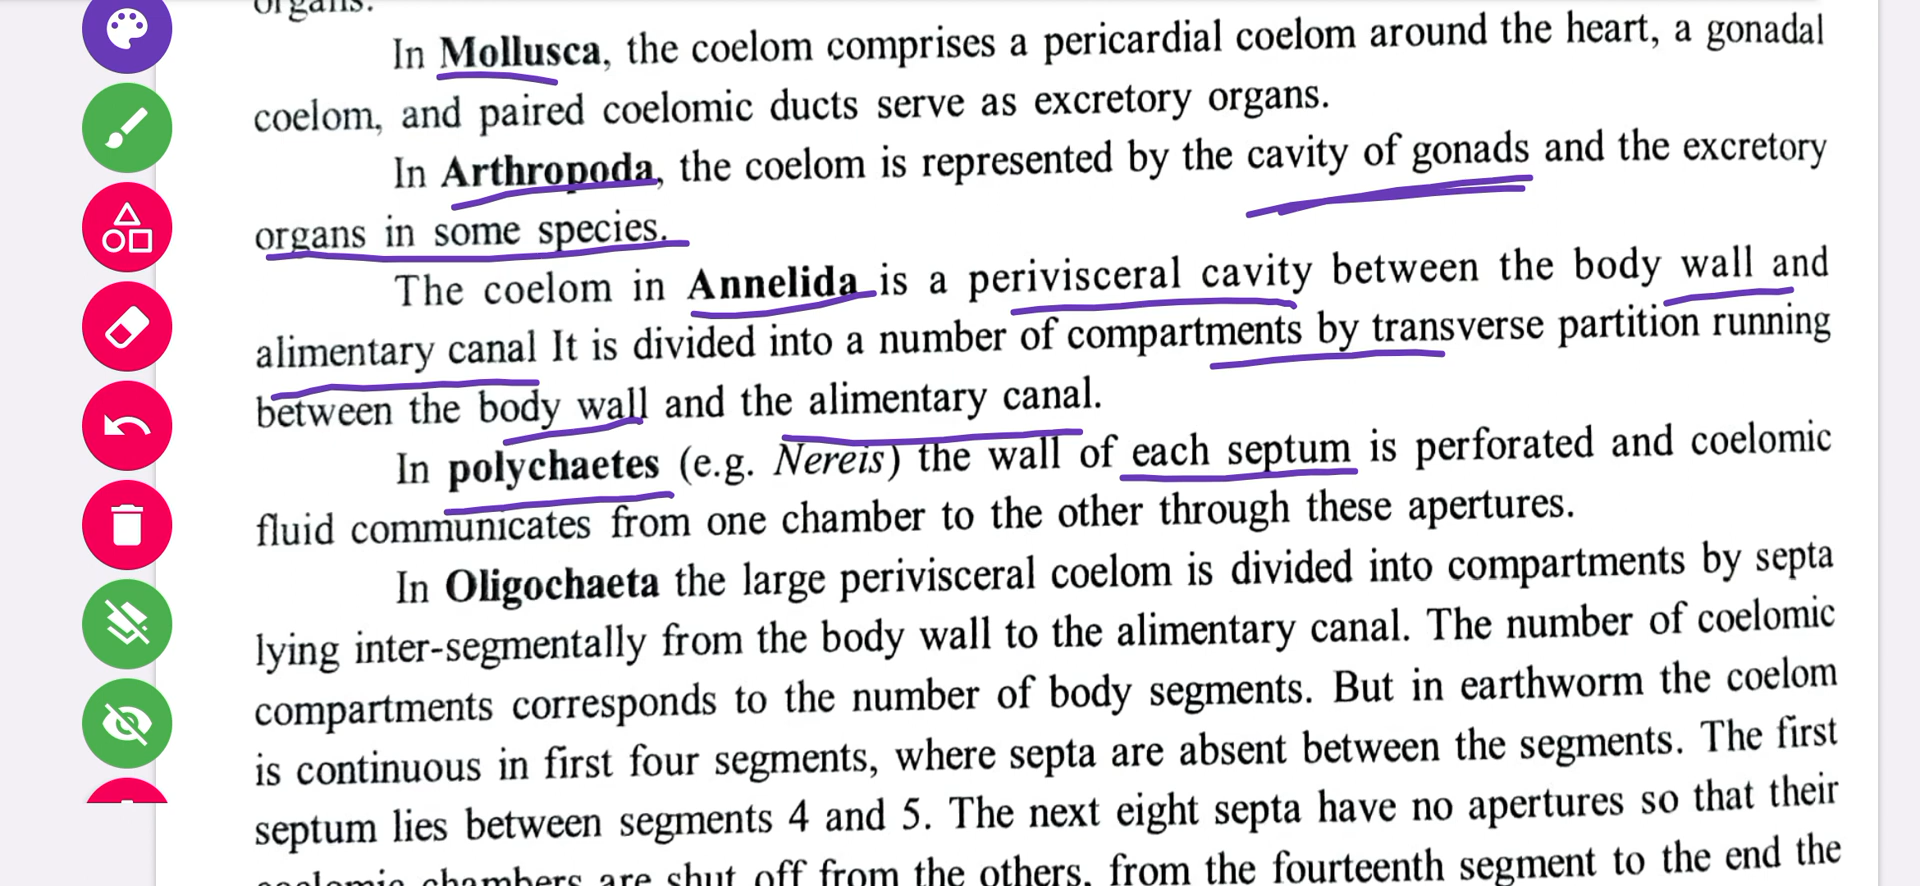 organs.
In Mollusca, the coelom comprises a pericardial coelom around the heart, a gonadal
coelom, and paired coelomic ducts serve as excretory organs.
In Arthropoda, the coelom is represented by the cavity of gonads and the excretory
organs in some species.
The coelom in Annelida is a perivisceral cavity between the body wall and
alimentary canal It is divided into a number of compartments by transverse partition running
between the body wall and the alimentary canal.
In polychaetes (e.g. Nereis) the wall of each septum is perforated and coelomic
fluid communicates from one chamber to the other through these apertures.
In Oligochaeta the large perivisceral coelom is divided into compartments by septa
lying inter-segmentally from the body wall to the alimentary canal. The number of coelomic
compartments corresponds to the number of body segments. But in earthworm the coelom
is continuous in first four segments, where septa are absent between the segments. The first
septum lies between segments 4 and 5. The next eight septa have no apertures so that their
coelomic chambers are shut off from the others, from the fourteenth segment to the end the